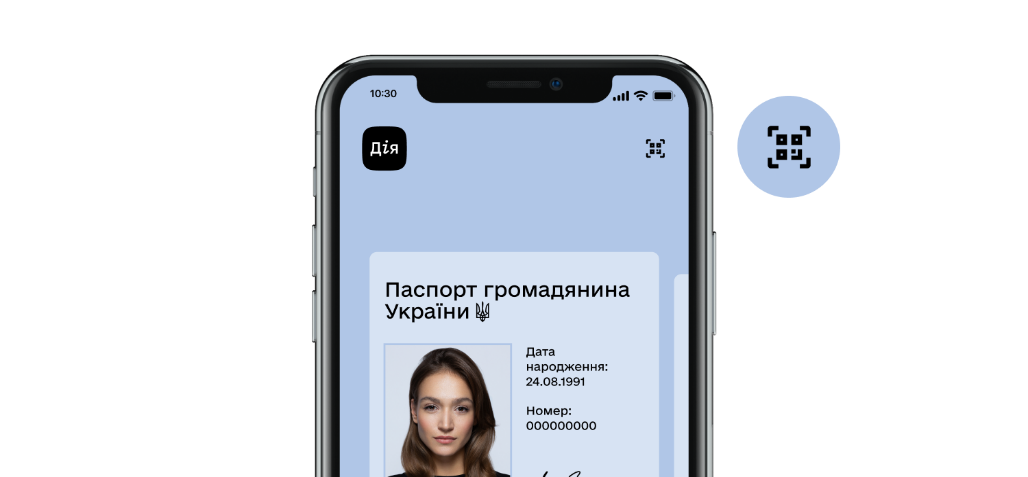 10:30
Дія
Паспорт громадянина
України
Дата
народження:
24.08.1991
Номер:
000000000